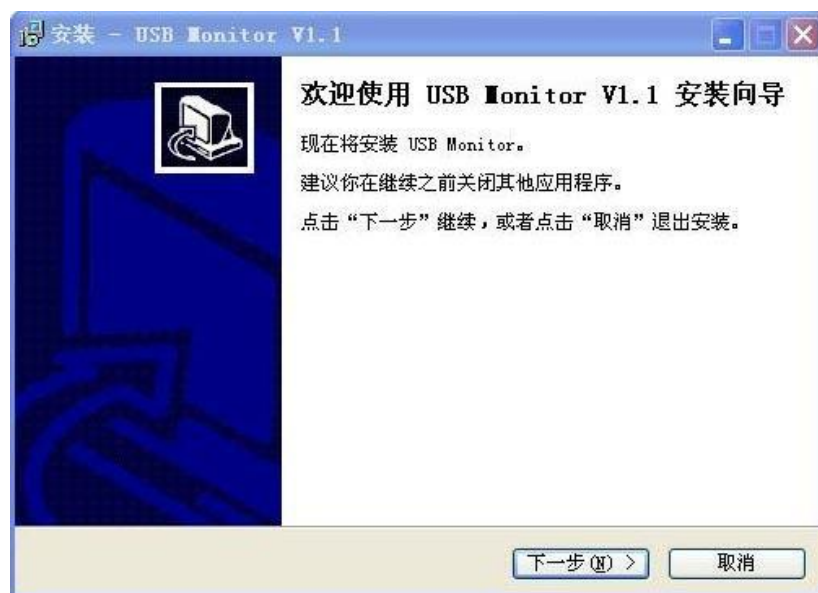 安装 - USB Monitor V1.1
欢迎使用 USB Monitor V1.1 安装向导
现在将安装 USB Monitor。
建议你在继续之前关闭其他应用程序。
点击“下一步”继续，或者点击“取消”退出安装。
下一步(N) >
取消